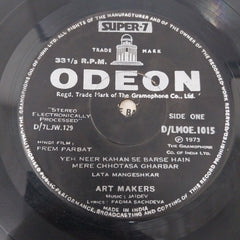 SUPER-7
TRADE MARK
33⅓ R.P.M.
ODEON
Regd. Trade Mark of The Gramophone Co., Ltd.
"STEREO
ELECTRONICALLY
PROCESSED"
D/7LJW.129
R
SIDE ONE
D/LMOE.1015
℗ 1973
THE GRAMOPHONE
CO. OF INDIA LTD.
HINDI FILM :
PREM PARBAT
YEH NEER KAHAN SE BARSE HAIN
MERE CHHOTASA GHARBAR
LATA MANGESHKAR
ART MAKERS
Music : JAIDEV
Lyrics : PADMA SACHDEVA
MADE IN INDIA